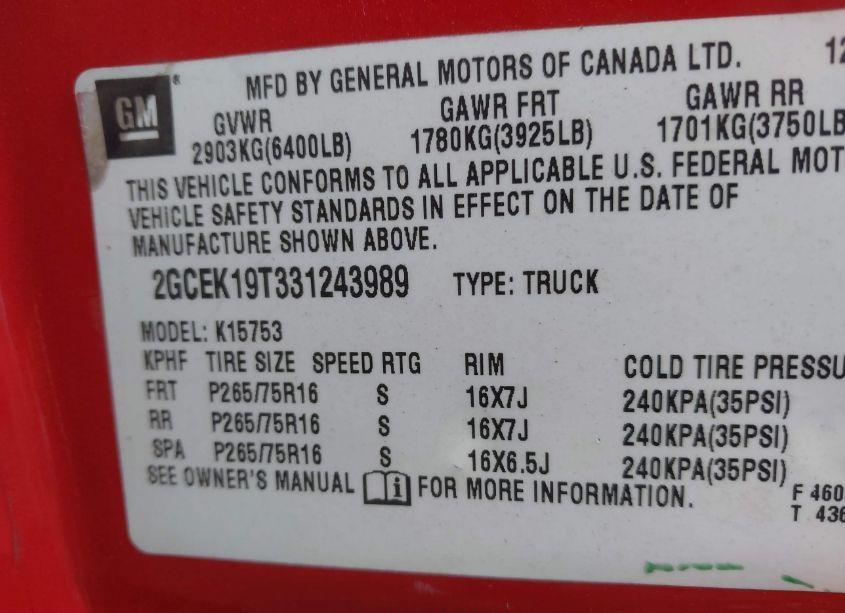 MFD BY GENERAL MOTORS OF CANADA LTD. 12
GM ®
GVWR GAWR FRT GAWR RR
2903KG(6400LB) 1780KG(3925LB) 1701KG(3750LB
THIS VEHICLE CONFORMS TO ALL APPLICABLE U.S. FEDERAL MOT
VEHICLE SAFETY STANDARDS IN EFFECT ON THE DATE OF
MANUFACTURE SHOWN ABOVE.
2GCEK19T331243989 TYPE: TRUCK
MODEL: K15753
KPHF TIRE SIZE SPEED RTG RIM COLD TIRE PRESSU
FRT P265/75R16 S 16X7J 240KPA(35PSI)
RR P265/75R16 S 16X7J 240KPA(35PSI)
SPA P265/75R16 S 16X6.5J 240KPA(35PSI)
SEE OWNER'S MANUAL i FOR MORE INFORMATION.
F 460
T 436